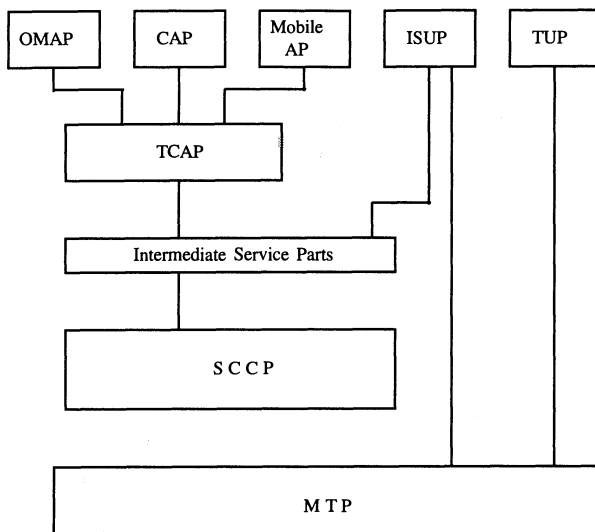 OMAP
CAP
Mobile
AP
ISUP
TUP
TCAP
Intermediate Service Parts
SCCP
MTP